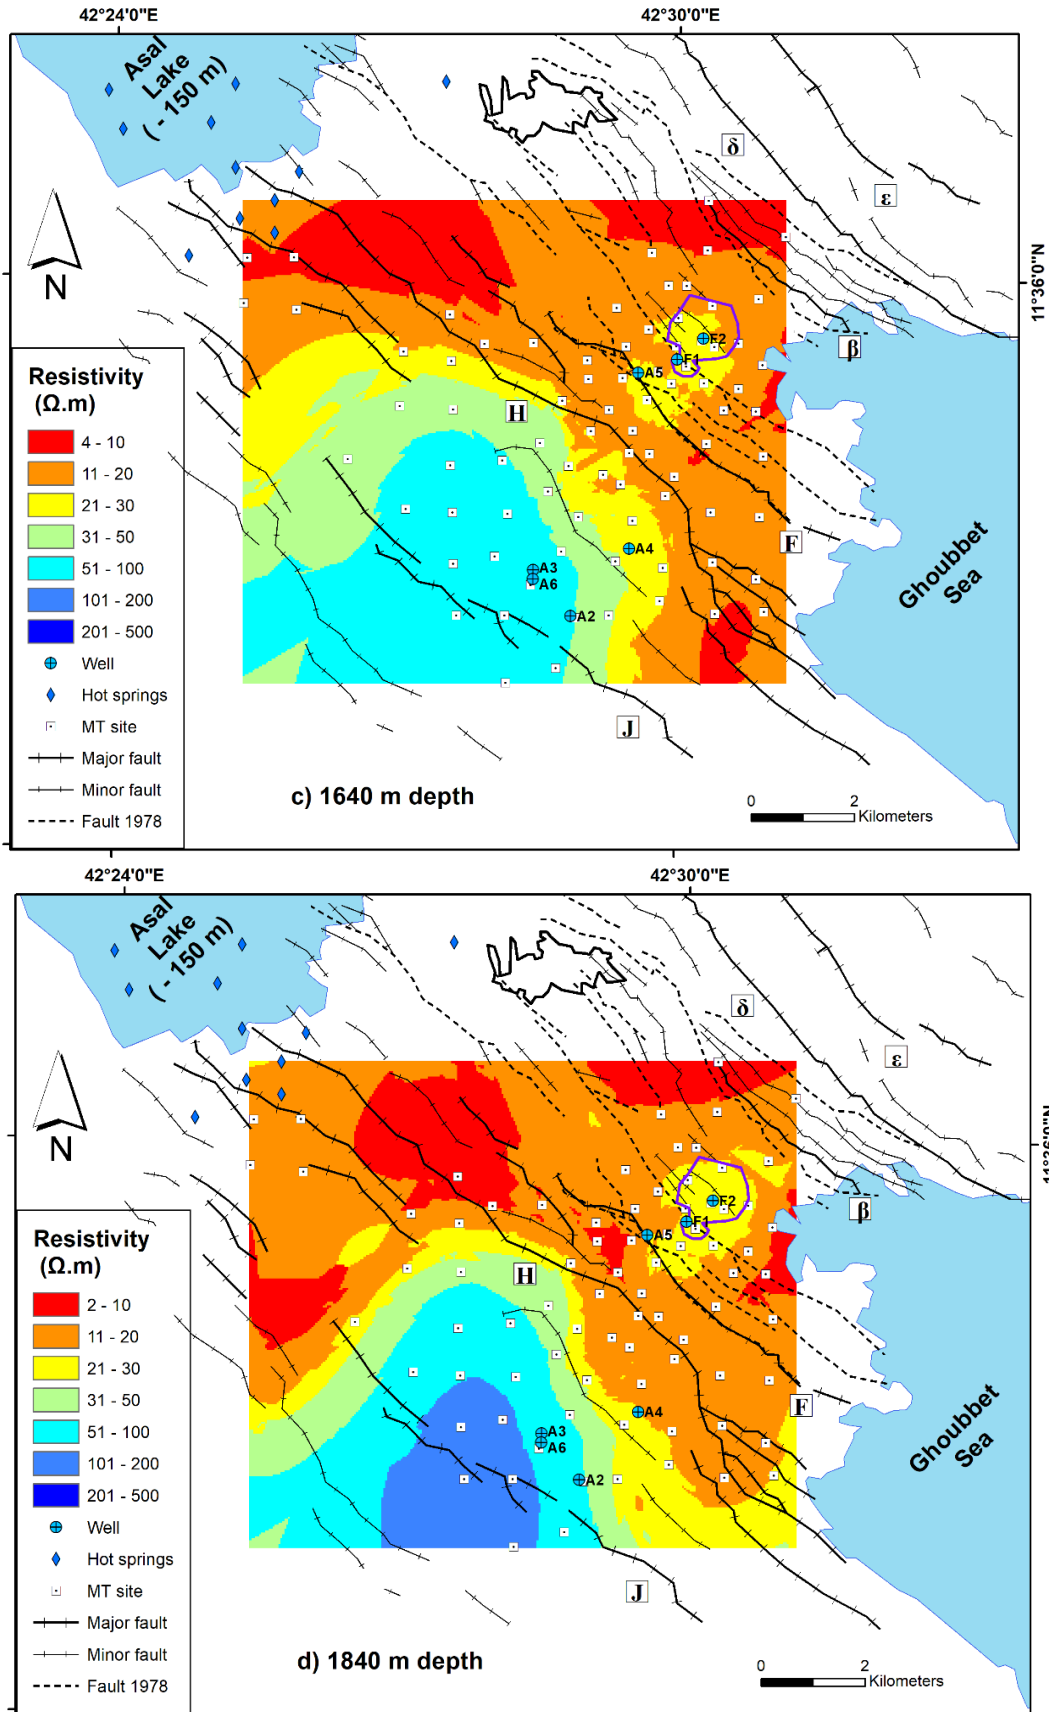 42°24'0"E
42°30'0"E
Asal
Lake
(- 150 m)
δ
ε
N
11°36'0"N
F2
β
F1
A5
Resistivity
(Ω.m)
4 - 10
11 - 20
21 - 30
31 - 50
51 - 100
101 - 200
201 - 500
Well
Hot springs
MT site
Major fault
Minor fault
Fault 1978
H
F
A4
A3
A6
A2
Ghoubbet
Sea
J
c) 1640 m depth
0
2
Kilometers
42°24'0"E
42°30'0"E
Asal
Lake
(- 150 m)
δ
ε
N
11°36'0"N
F2
β
F1
A5
Resistivity
(Ω.m)
2 - 10
11 - 20
21 - 30
31 - 50
51 - 100
101 - 200
201 - 500
Well
Hot springs
MT site
Major fault
Minor fault
Fault 1978
H
F
A4
A3
A6
A2
Ghoubbet
Sea
J
d) 1840 m depth
0
2
Kilometers